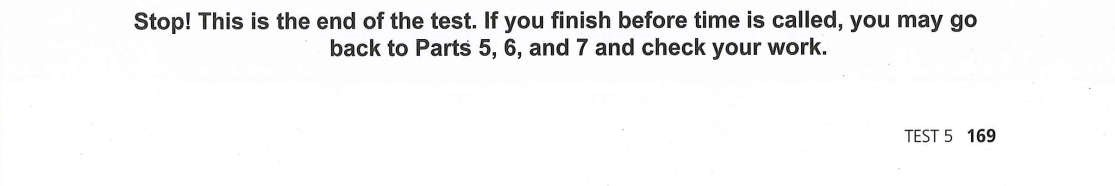 Stop! This is the end of the test. If you finish before time is called, you may go
back to Parts 5, 6, and 7 and check your work.
TEST 5 169